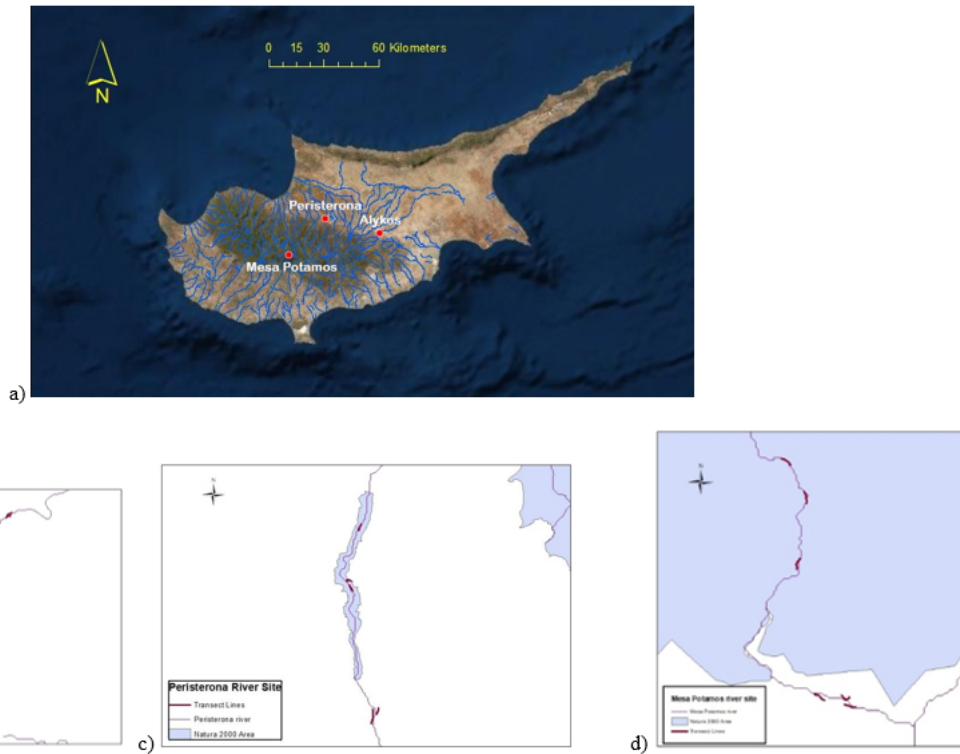 0 15 30 60 Kilometers
N
Peristerona
Alykos
Mesa Potamos
a)
N
Peristerona River Site
Transect Lines
Peristerona river
Natura 2000 Area
c)
N
Mesa Potamos river site
Mesa Potamos river
Natura 2000 Area
Transect Lines
d)